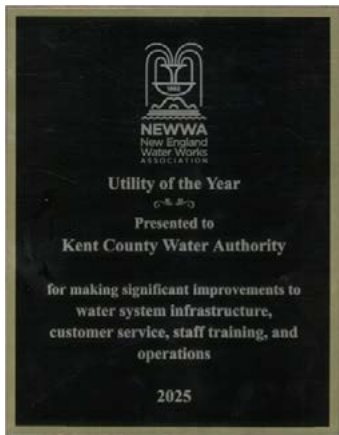 1882
NEWWA
New England
Water Works
ASSOCIATION
Utility of the Year
Presented to
Kent County Water Authority
for making significant improvements to
water system infrastructure,
customer service, staff training, and
operations
2025